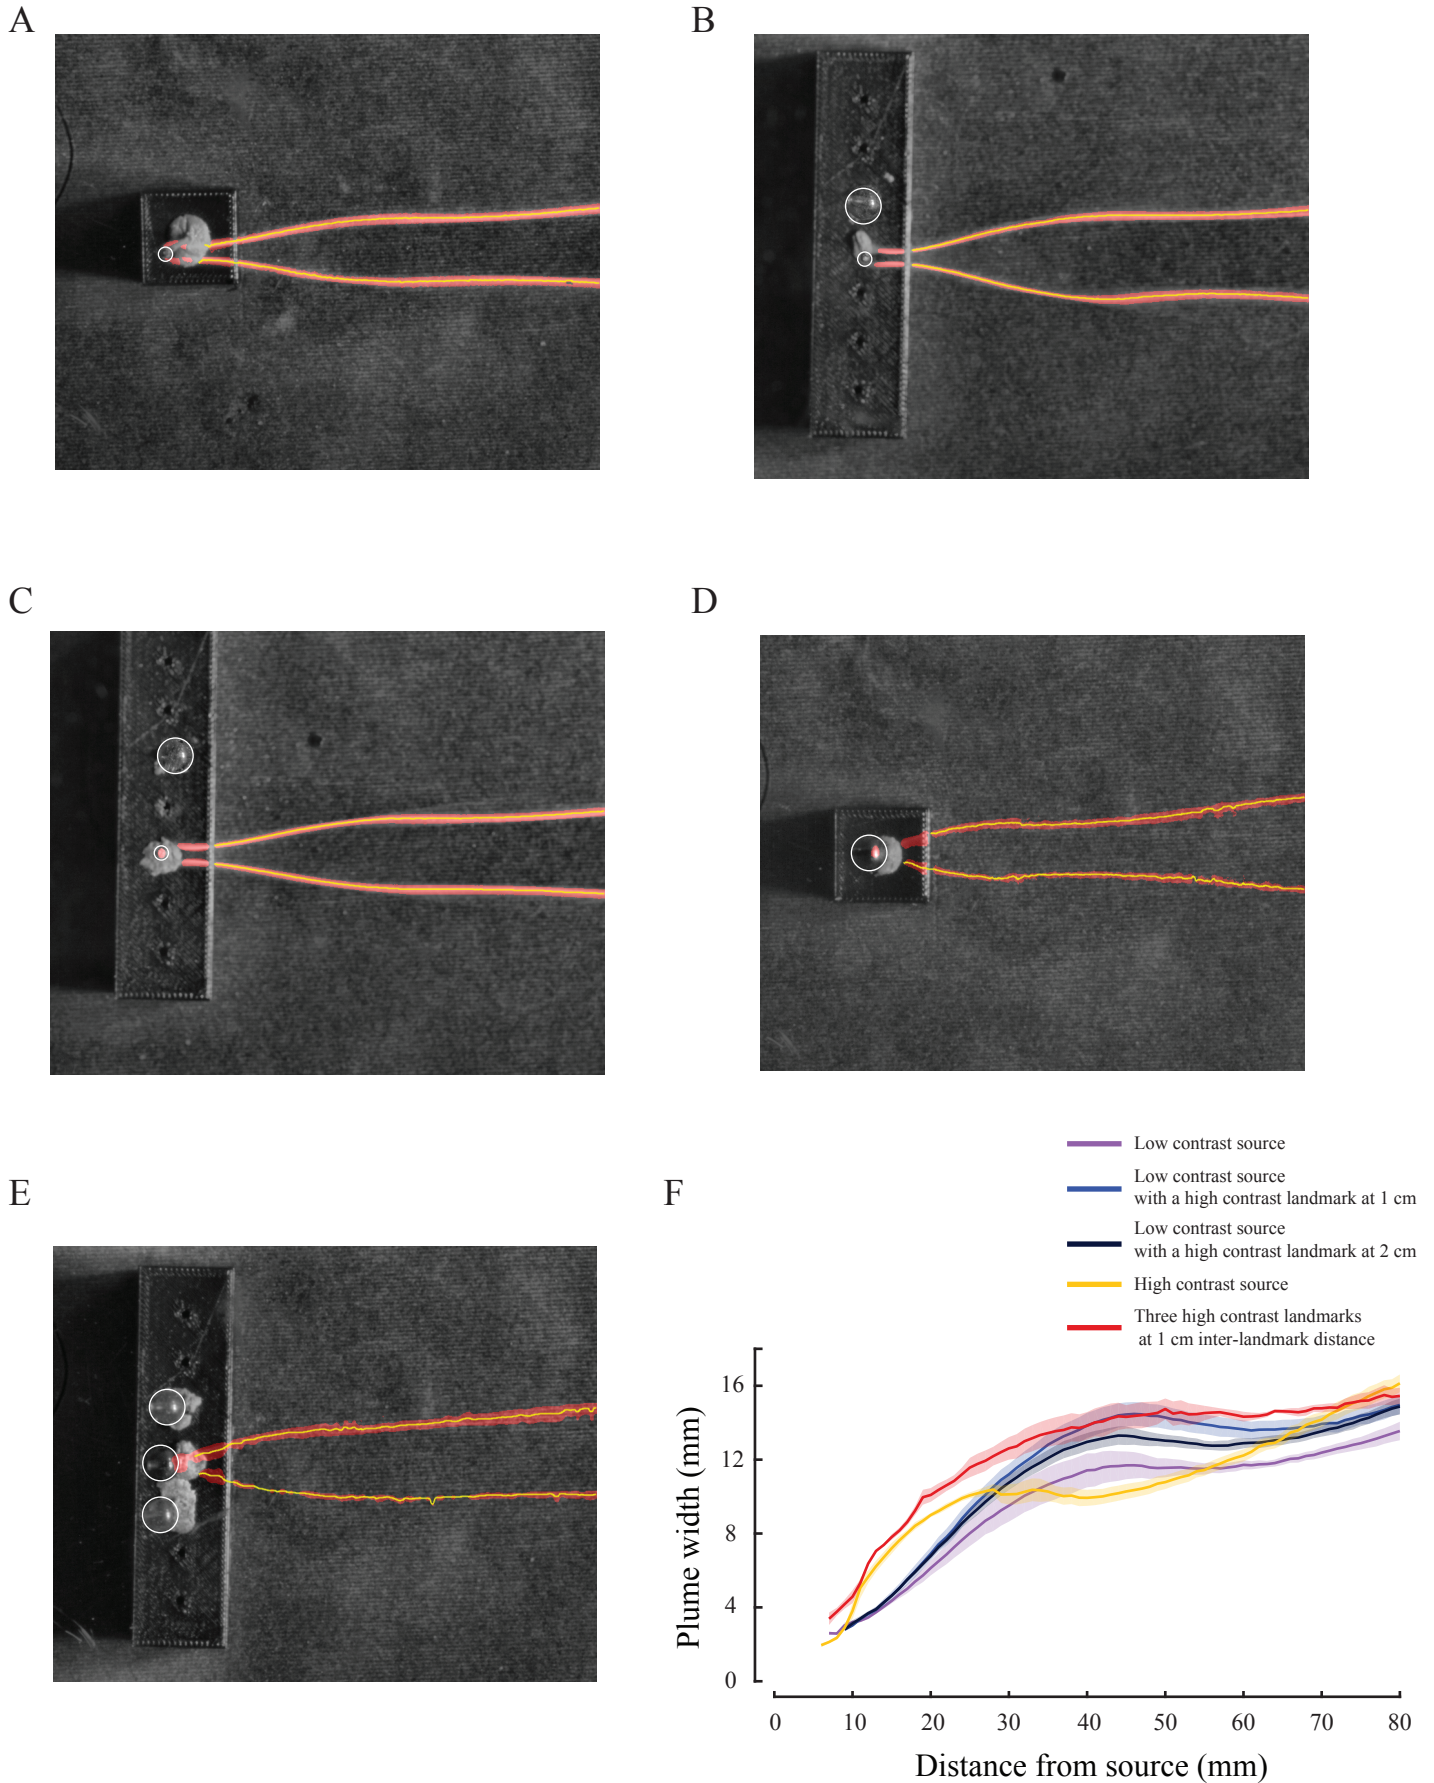 A
B
C
D
E
F
Low contrast source
Low contrast source
with a high contrast landmark at 1 cm
Low contrast source
with a high contrast landmark at 2 cm
High contrast source
Three high contrast landmarks
at 1 cm inter-landmark distance
Plume width (mm)
16
12
8
4
0
0 10 20 30 40 50 60 70 80
Distance from source (mm)